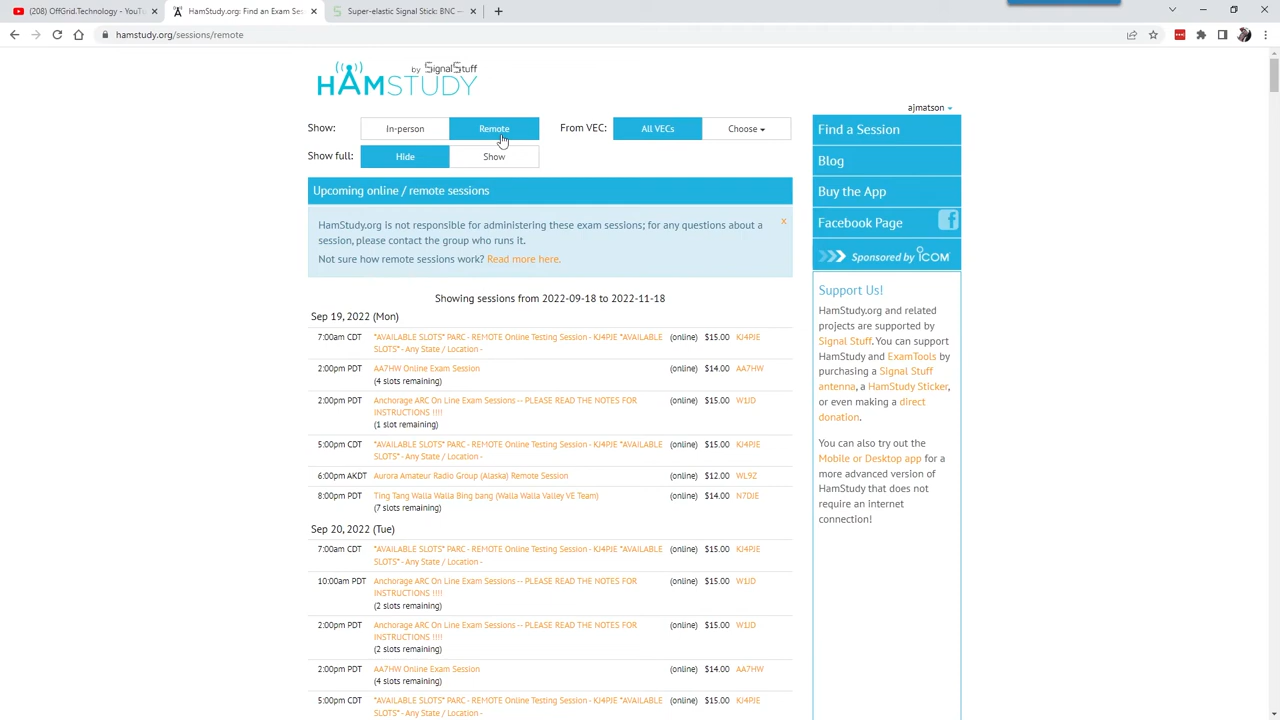 (208) OffGrid.Technology - YouT
HamStudy.org: Find an Exam Ses
Super-elastic Signal Stick: BNC –
hamstudy.org/sessions/remote
by SignalStuff
HAMSTUDY
ajmatson
Show:
In-person
Remote
From VEC:
All VECs
Choose
Show full:
Hide
Show
Find a Session
Blog
Buy the App
Facebook Page
Sponsored by ICOM
Upcoming online / remote sessions
HamStudy.org is not responsible for administering these exam sessions; for any questions about a
session, please contact the group who runs it.
Not sure how remote sessions work? Read more here.
x
Showing sessions from 2022-09-18 to 2022-11-18
Sep 19, 2022 (Mon)
7:00am CDT *AVAILABLE SLOTS* PARC - REMOTE Online Testing Session - KJ4PJE *AVAILABLE (online) $15.00 KJ4PJE
SLOTS* - Any State / Location -
2:00pm PDT AA7HW Online Exam Session (online) $14.00 AA7HW
(4 slots remaining)
2:00pm PDT Anchorage ARC On Line Exam Sessions -- PLEASE READ THE NOTES FOR (online) $15.00 W1JD
INSTRUCTIONS !!!!
(1 slot remaining)
5:00pm CDT *AVAILABLE SLOTS* PARC - REMOTE Online Testing Session - KJ4PJE *AVAILABLE (online) $15.00 KJ4PJE
SLOTS* - Any State / Location -
6:00pm AKDT Aurora Amateur Radio Group (Alaska) Remote Session (online) $12.00 WL9Z
8:00pm PDT Ting Tang Walla Walla Bing bang (Walla Walla Valley VE Team) (online) $14.00 N7DJE
(7 slots remaining)
Sep 20, 2022 (Tue)
7:00am CDT *AVAILABLE SLOTS* PARC - REMOTE Online Testing Session - KJ4PJE *AVAILABLE (online) $15.00 KJ4PJE
SLOTS* - Any State / Location -
10:00am PDT Anchorage ARC On Line Exam Sessions -- PLEASE READ THE NOTES FOR (online) $15.00 W1JD
INSTRUCTIONS !!!!
(2 slots remaining)
2:00pm PDT Anchorage ARC On Line Exam Sessions -- PLEASE READ THE NOTES FOR (online) $15.00 W1JD
INSTRUCTIONS !!!!
(2 slots remaining)
2:00pm PDT AA7HW Online Exam Session (online) $14.00 AA7HW
(4 slots remaining)
5:00pm CDT *AVAILABLE SLOTS* PARC - REMOTE Online Testing Session - KJ4PJE *AVAILABLE (online) $15.00 KJ4PJE
SLOTS* - Any State / Location -
Support Us!
HamStudy.org and related
projects are supported by
Signal Stuff. You can support
HamStudy and ExamTools by
purchasing a Signal Stuff
antenna, a HamStudy Sticker,
or even making a direct
donation.
You can also try out the
Mobile or Desktop app for a
more advanced version of
HamStudy that does not
require an internet
connection!